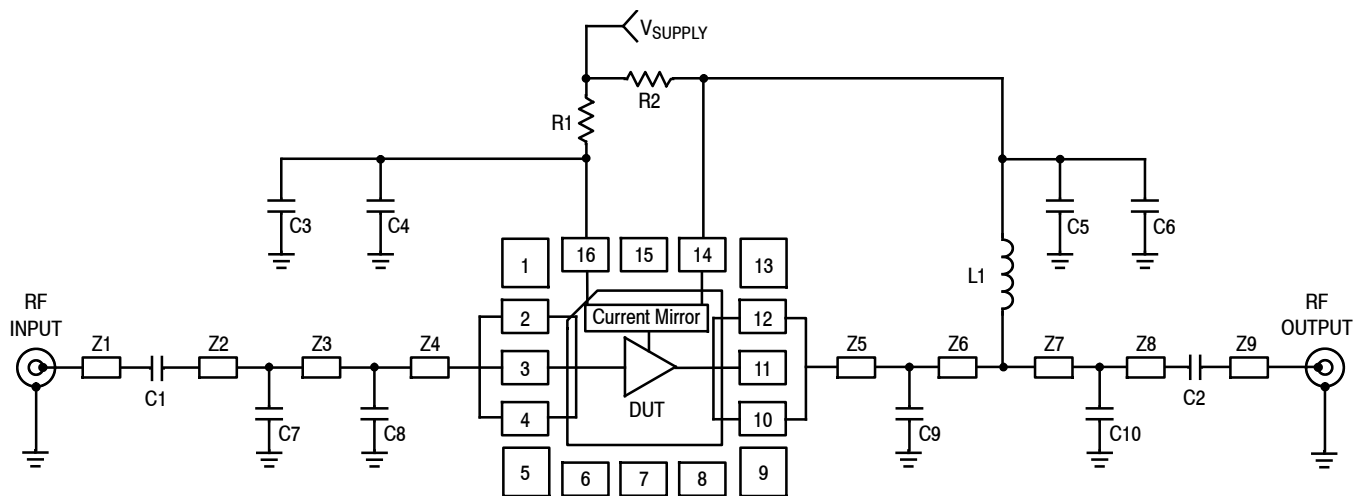 VSUPPLY
R2
R1
C3
C4
C5
C6
1
16
15
14
13
L1
RF
INPUT
RF
OUTPUT
Current Mirror
2
12
Z1
Z2
Z3
Z4
3
11
Z5
Z6
Z7
Z8
Z9
C1
DUT
C2
4
10
C7
C8
C9
C10
5
6
7
8
9